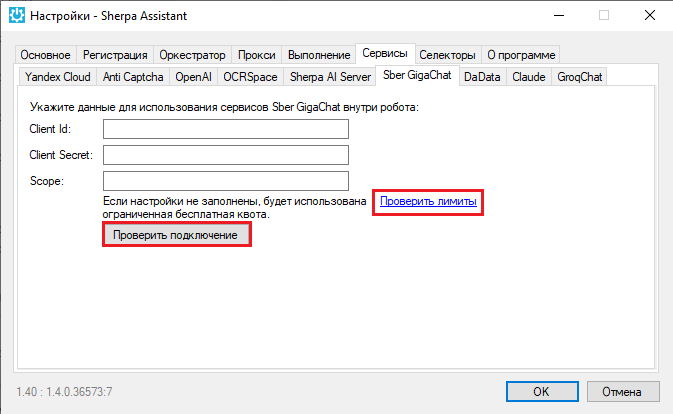 Настройки - Sherpa Assistant
Основное Регистрация Оркестратор Прокси Выполнение Сервисы Селекторы О программе
Yandex Cloud Anti Captcha OpenAI OCRSpace Sherpa AI Server Sber GigaChat DaData Claude GroqChat
Укажите данные для использования сервисов Sber GigaChat внутри робота:
Client Id:
Client Secret:
Scope:
Если настройки не заполнены, будет использована Проверить лимиты
ограниченная бесплатная квота.
Проверить подключение
1.40 : 1.4.0.36573:7 OK Отмена